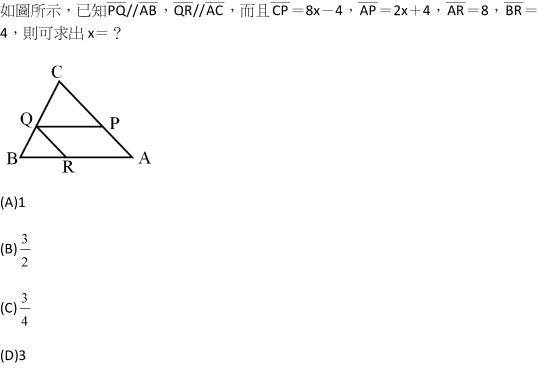 如圖所示，已知PQ//AB，QR//AC，而且CP＝8x－4，AP＝2x＋4，AR＝8，BR＝
4，則可求出 x＝？
C
Q
P
B
R
A
(A)1
(B) 3/2
(C) 3/4
(D)3